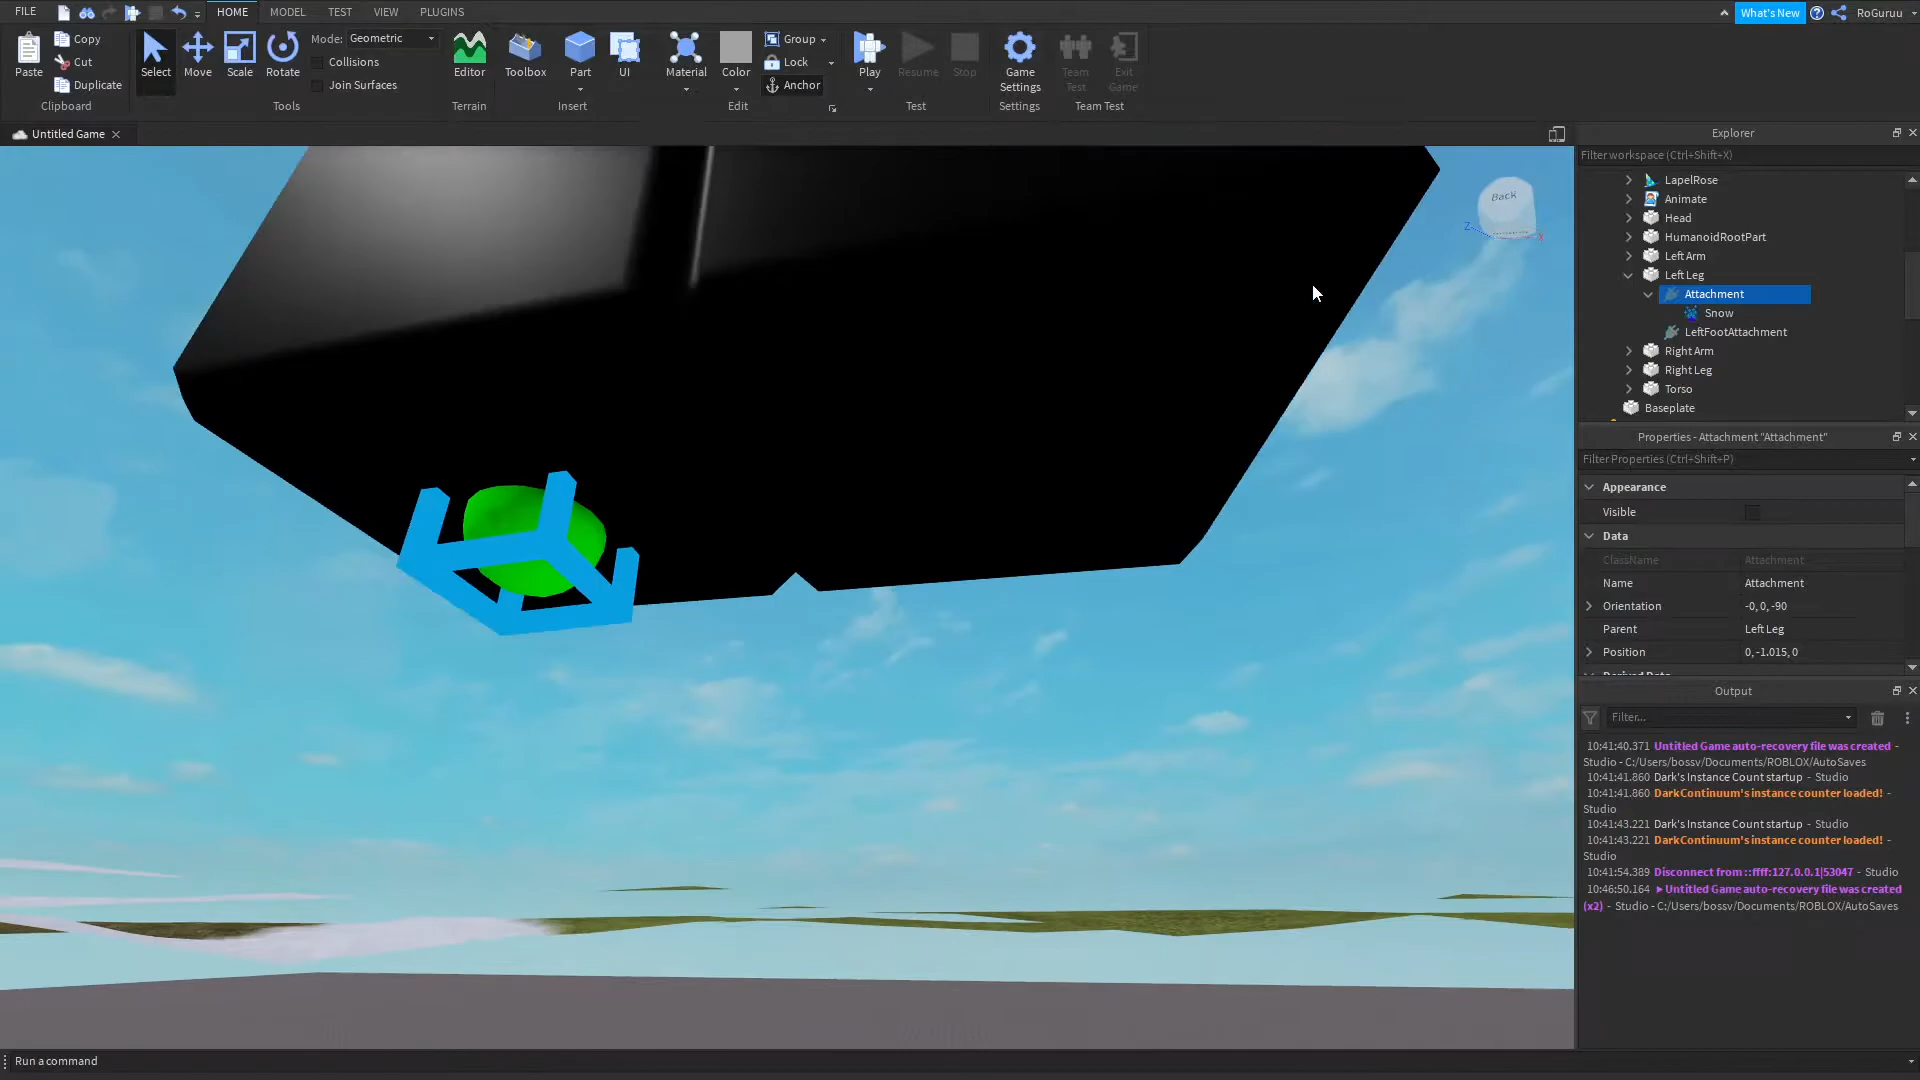 FILE
HOME
MODEL
TEST
VIEW
PLUGINS
What's New
RoGuruu
Paste
Copy
Cut
Duplicate
Clipboard
Select
Move
Scale
Rotate
Mode: Geometric
Collisions
Join Surfaces
Tools
Editor
Terrain
Toolbox
Part
UI
Insert
Material
Color
Group
Lock
Anchor
Edit
Play
Resume
Stop
Test
Game
Settings
Settings
Team
Test
Exit
Game
Team Test
Untitled Game
Back
Z
X
Explorer
Filter workspace (Ctrl+Shift+X)
LapelRose
Animate
Head
HumanoidRootPart
Left Arm
Left Leg
Attachment
Snow
LeftFootAttachment
Right Arm
Right Leg
Torso
Baseplate
Properties - Attachment "Attachment"
Filter Properties (Ctrl+Shift+P)
Appearance
Visible
Data
ClassName Attachment
Name Attachment
Orientation -0, 0, -90
Parent Left Leg
Position 0, -1.015, 0
Derived Data
Output
Filter...
10:41:40.371 Untitled Game auto-recovery file was created -
Studio - C:/Users/bossv/Documents/ROBLOX/AutoSaves
10:41:41.860 Dark's Instance Count startup - Studio
10:41:41.860 DarkContinuum's instance counter loaded! -
Studio
10:41:43.221 Dark's Instance Count startup - Studio
10:41:43.221 DarkContinuum's instance counter loaded! -
Studio
10:41:54.389 Disconnect from ::ffff:127.0.0.1|53047 - Studio
10:46:50.164 Untitled Game auto-recovery file was created
(x2) - Studio - C:/Users/bossv/Documents/ROBLOX/AutoSaves
Run a command